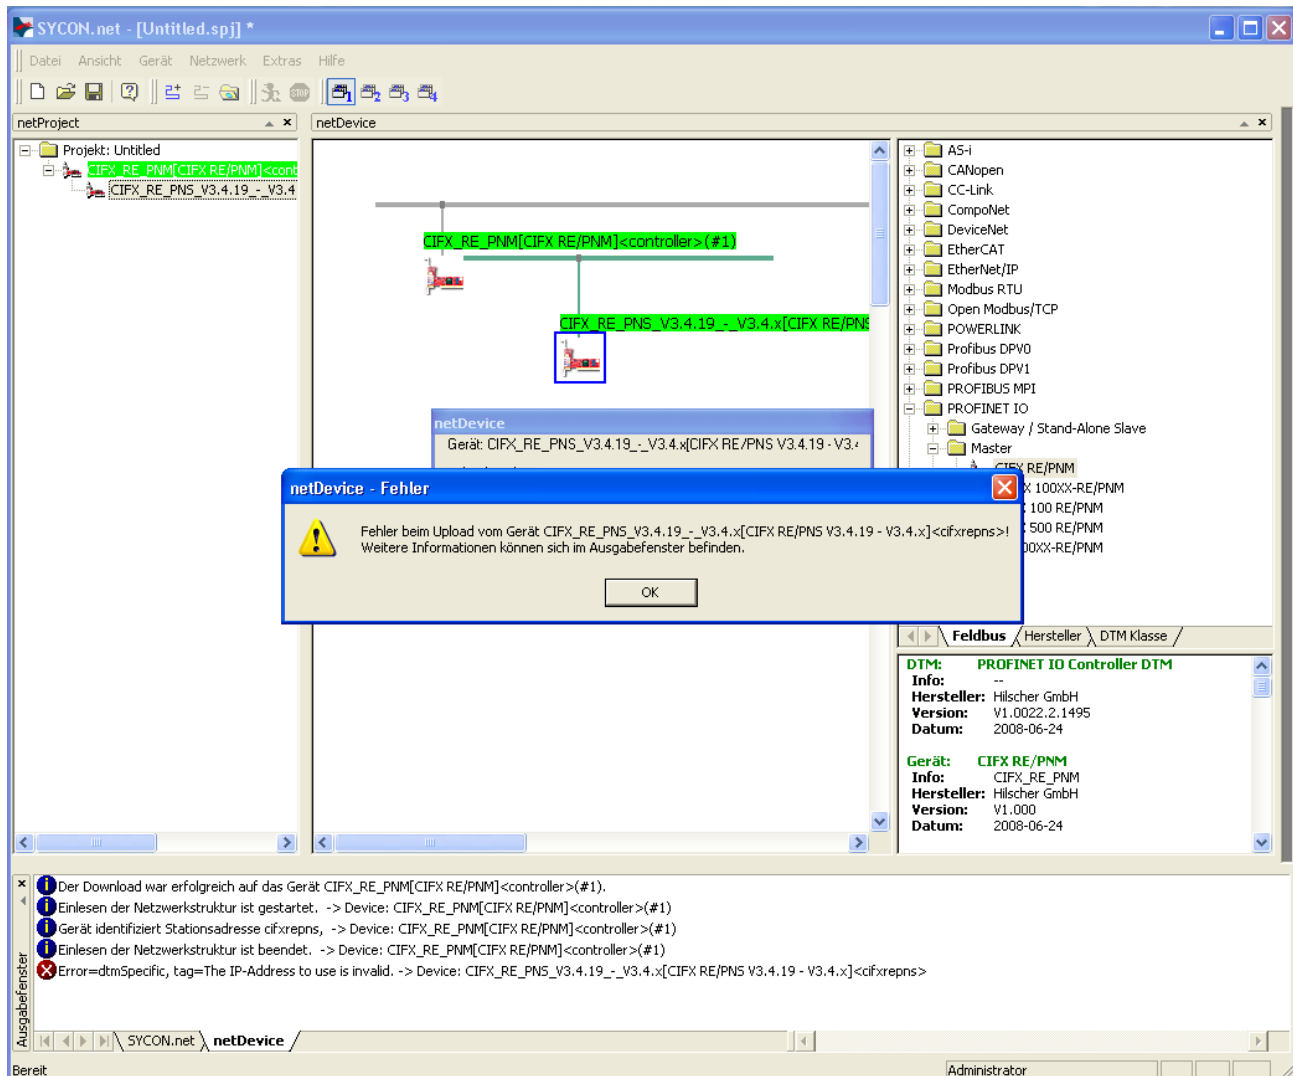 SYCON.net - [Untitled.spj] *
Datei Ansicht Gerät Netzwerk Extras Hilfe
netProject
Projekt: Untitled
CIFX_RE_PNM[CIFX RE/PNM]<cont
CIFX_RE_PNS_V3.4.19_-_V3.4
netDevice
CIFX_RE_PNM[CIFX RE/PNM]<controller>(#1)
CIFX_RE_PNS_V3.4.19_-_V3.4.x[CIFX RE/PNS
AS-i
CANopen
CC-Link
CompoNet
DeviceNet
EtherCAT
EtherNet/IP
Modbus RTU
Open Modbus/TCP
POWERLINK
Profibus DPV0
Profibus DPV1
PROFIBUS MPI
PROFINET IO
Gateway / Stand-Alone Slave
Master
CIFX RE/PNM
X 100XX-RE/PNM
100 RE/PNM
500 RE/PNM
00XX-RE/PNM
netDevice
Gerät: CIFX_RE_PNS_V3.4.19_-_V3.4.x[CIFX RE/PNS V3.4.19 - V3.4
netDevice - Fehler
Fehler beim Upload vom Gerät CIFX_RE_PNS_V3.4.19_-_V3.4.x[CIFX RE/PNS V3.4.19 - V3.4.x]<cifxrepns>!
Weitere Informationen können sich im Ausgabefenster befinden.
OK
Feldbus Hersteller DTM Klasse
DTM: PROFINET IO Controller DTM
Info: --
Hersteller: Hilscher GmbH
Version: V1.0022.2.1495
Datum: 2008-06-24
Gerät: CIFX RE/PNM
Info: CIFX_RE_PNM
Hersteller: Hilscher GmbH
Version: V1.000
Datum: 2008-06-24
Der Download war erfolgreich auf das Gerät CIFX_RE_PNM[CIFX RE/PNM]<controller>(#1).
Einlesen der Netzwerkstruktur ist gestartet. -> Device: CIFX_RE_PNM[CIFX RE/PNM]<controller>(#1)
Gerät identifiziert Stationsadresse cifxrepns, -> Device: CIFX_RE_PNM[CIFX RE/PNM]<controller>(#1)
Einlesen der Netzwerkstruktur ist beendet. -> Device: CIFX_RE_PNM[CIFX RE/PNM]<controller>(#1)
Error=dtmSpecific, tag=The IP-Address to use is invalid. -> Device: CIFX_RE_PNS_V3.4.19_-_V3.4.x[CIFX RE/PNS V3.4.19 - V3.4.x]<cifxrepns>
Ausgabefenster
SYCON.net netDevice
Bereit
Administrator